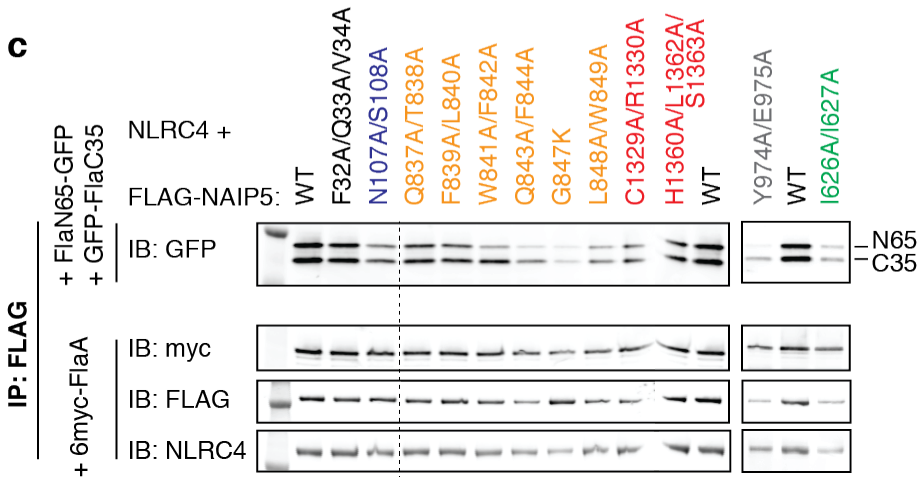 c
NLRC4 +
FLAG-NAIP5:
WT
F32A/Q33A/V34A
N107A/S108A
Q837A/T838A
F839A/L840A
W841A/F842A
Q843A/F844A
G847K
L848A/W849A
C1329A/R1330A
H1360A/L1362A/
S1363A
WT
Y974A/E975A
WT
I626A/I627A
IP: FLAG
+ FlaN65-GFP
+ GFP-FlaC35
IB: GFP
N65
C35
+ 6myc-FlaA
IB: myc
IB: FLAG
IB: NLRC4